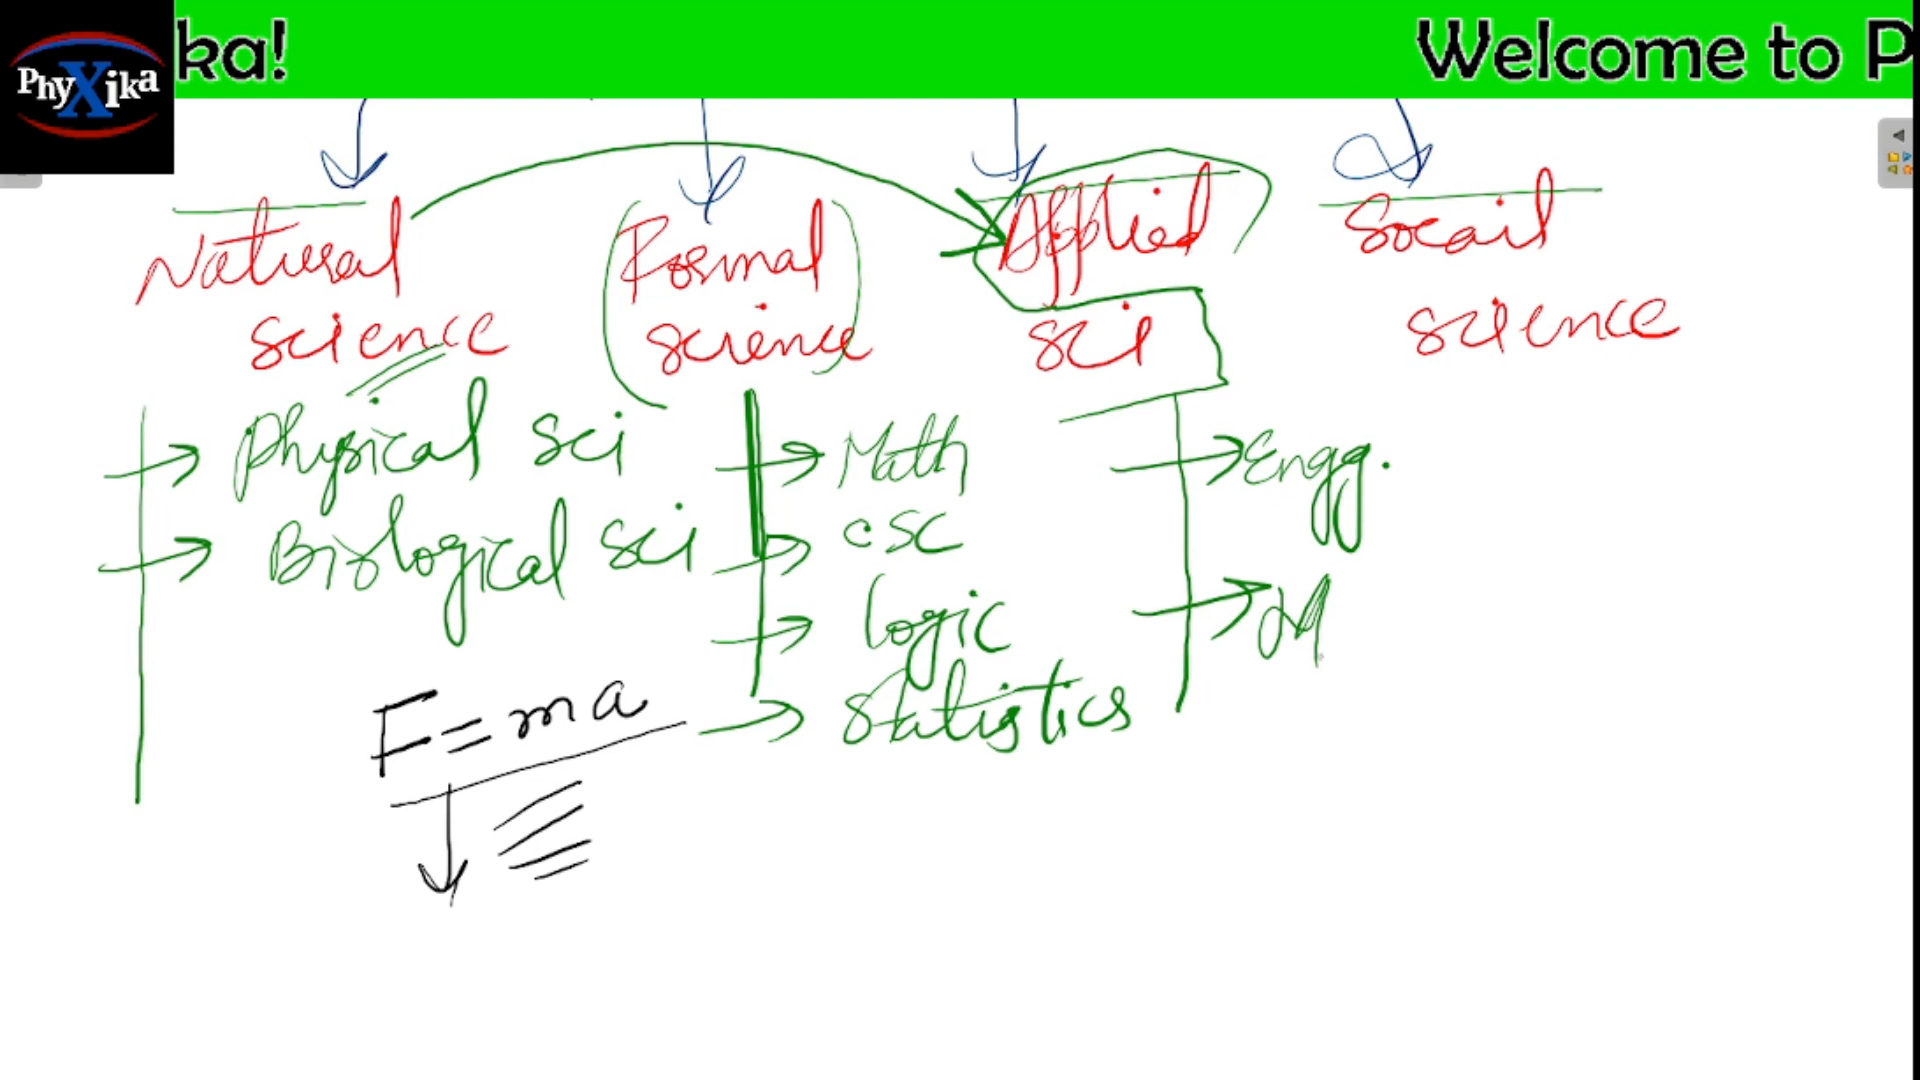 ka!
Welcome to P
PhyXika
Natural
science
Formal
science
Applied
sci
Socail
science
Physical sci
Biological sci
Math
CSC
Logic
Statistics
Engg.
M
F=ma